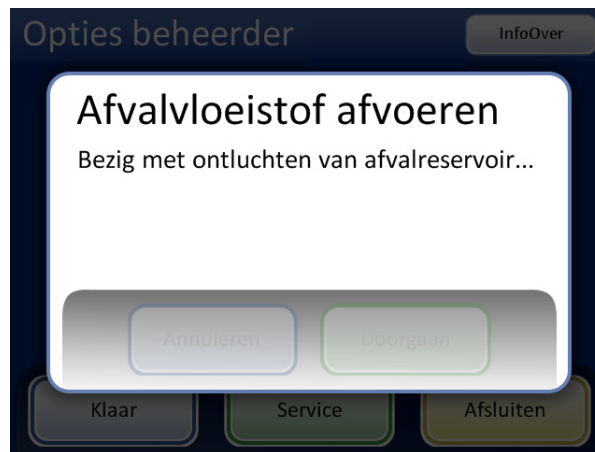 Opties beheerder
InfoOver
Afvalvloeistof afvoeren
Bezig met ontluchten van afvalreservoir...
Annuleren
Doorgaan
Klaar
Service
Afsluiten